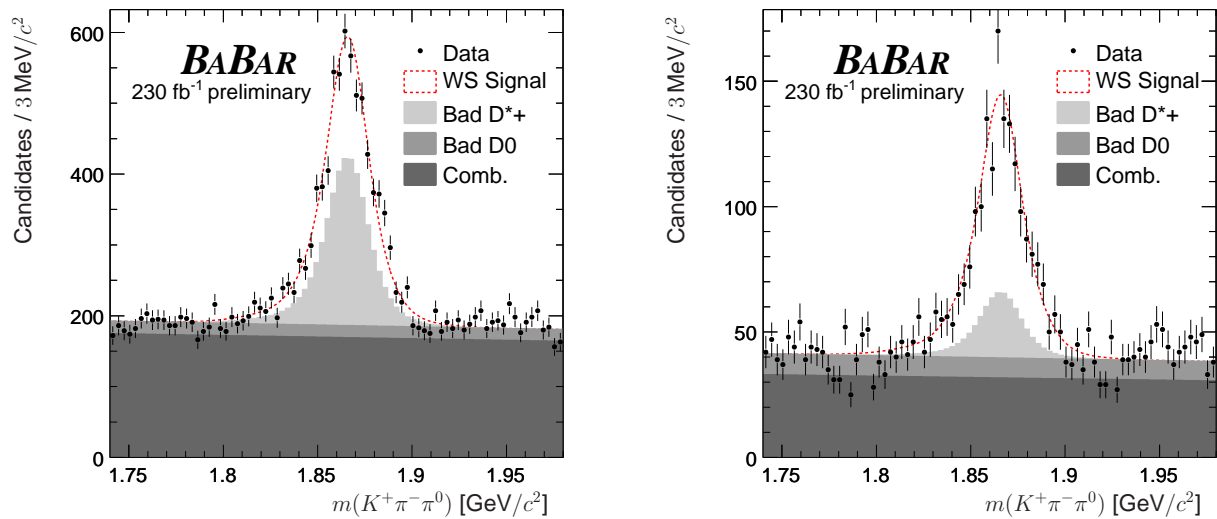 Candidates / 3 MeV/c²
600
400
200
0
BABAR
230 fb⁻¹ preliminary
Data
WS Signal
Bad D*+
Bad D0
Comb.
1.75 1.8 1.85 1.9 1.95
m(K⁺π⁻π⁰) [GeV/c²]
Candidates / 3 MeV/c²
150
100
50
0
BABAR
230 fb⁻¹ preliminary
Data
WS Signal
Bad D*+
Bad D0
Comb.
1.75 1.8 1.85 1.9 1.95
m(K⁺π⁻π⁰) [GeV/c²]